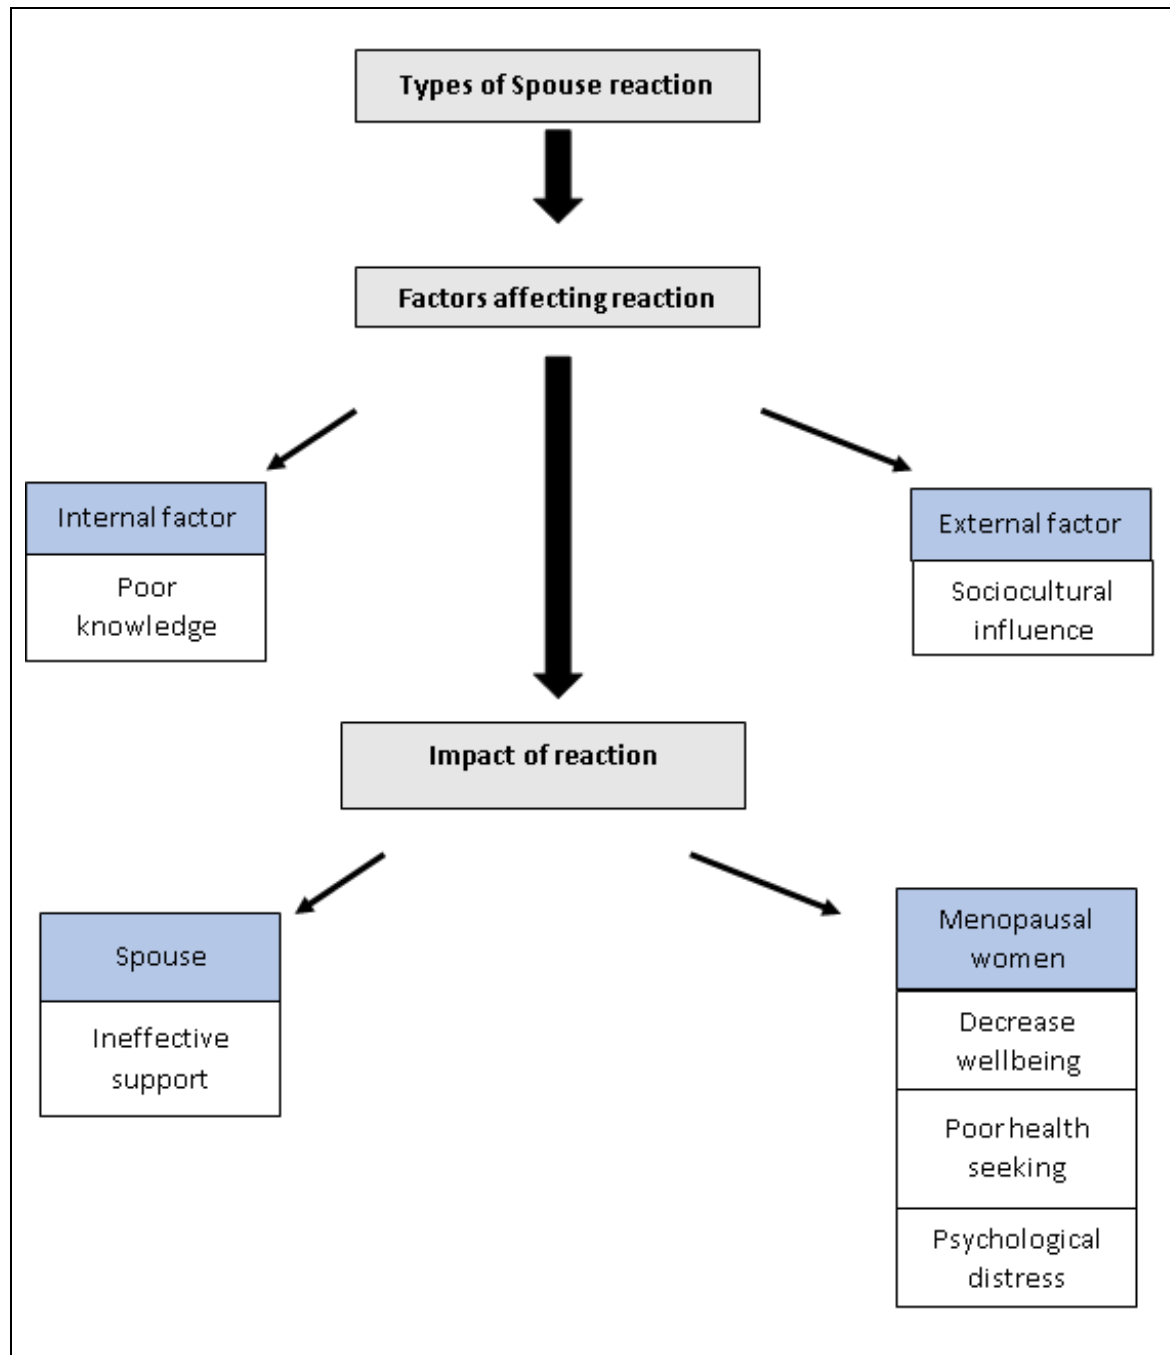 Types of Spouse reaction
Factors affecting reaction
Internal factor
Poor
knowledge
External factor
Sociocultural
influence
Impact of reaction
Spouse
Ineffective
support
Menopausal
women
Decrease
wellbeing
Poor health
seeking
Psychological
distress